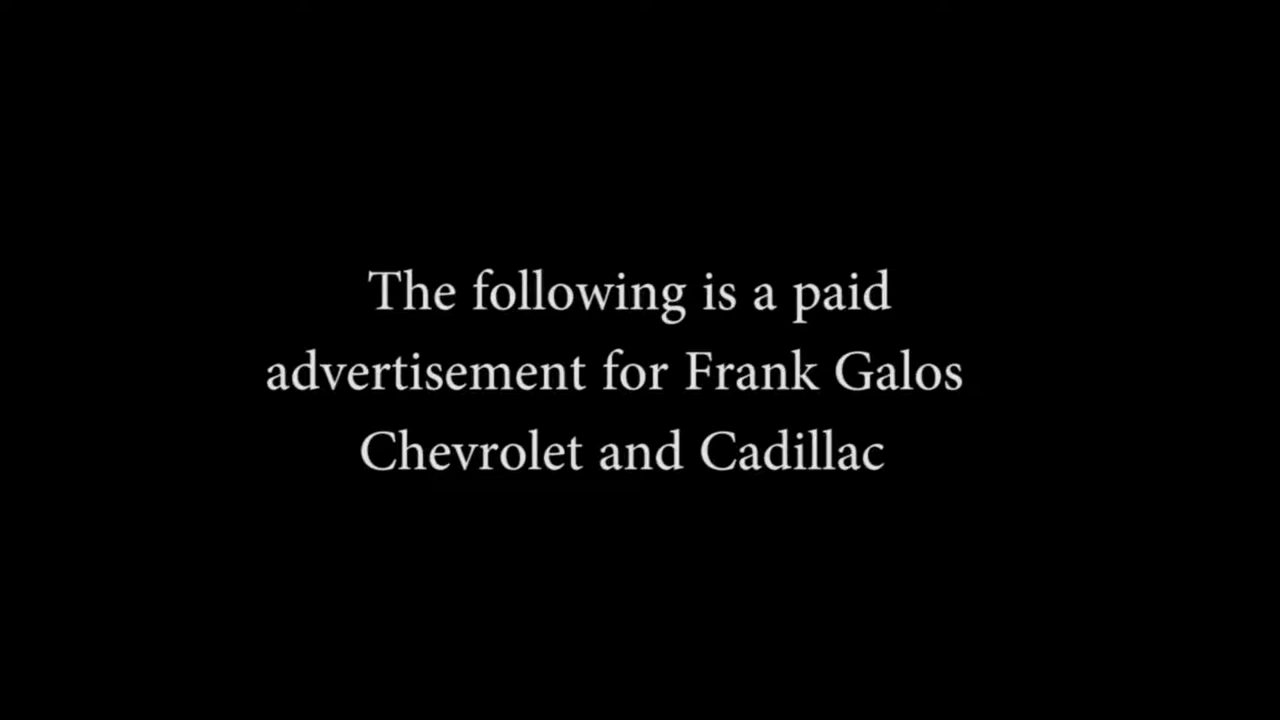 The following is a paid
advertisement for Frank Galos
Chevrolet and Cadillac